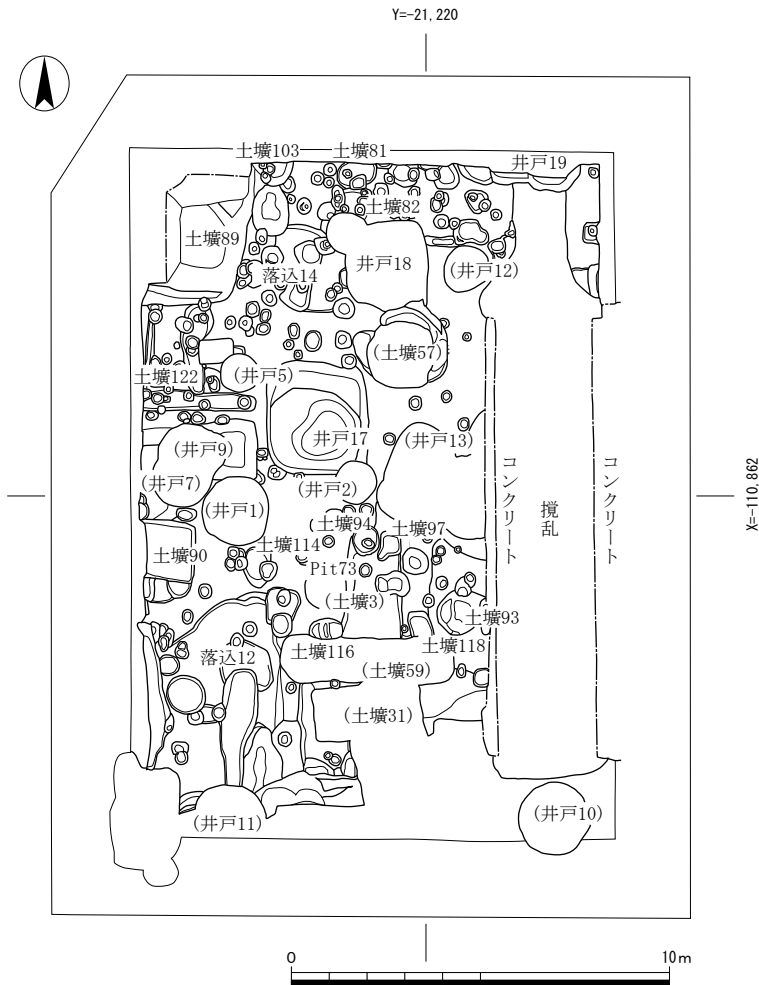 Y=-21,220
土壙103
土壙81
井戸19
土壙82
土壙89
井戸18
(井戸12)
落込14
(土壙57)
土壙122
(井戸5)
井戸17
(井戸13)
(井戸9)
コンクリート
コンクリート
(井戸7)
(井戸2)
撹乱
X=-110,862
(井戸1)
土壙94
土壙97
土壙90
土壙114
Pit73
(土壙3)
土壙93
落込12
土壙116
土壙118
(土壙59)
(土壙31)
(井戸11)
(井戸10)
0
10m